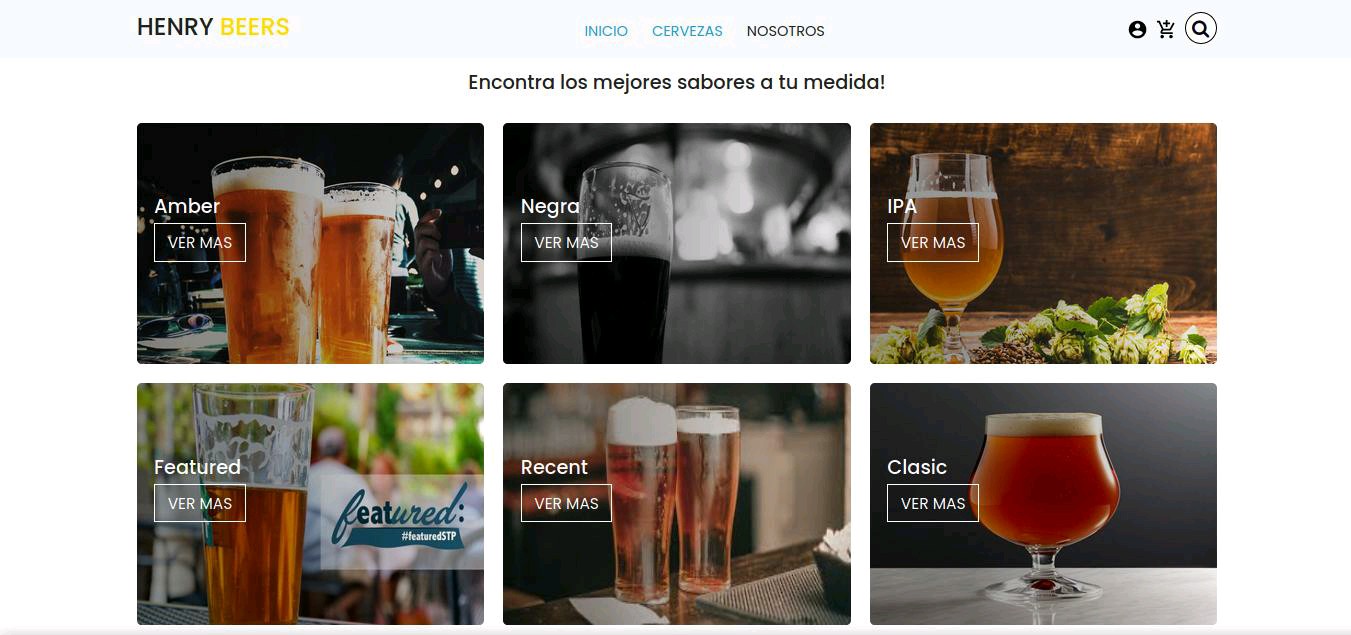 HENRY BEERS
INICIO CERVEZAS NOSOTROS
Encontra los mejores sabores a tu medida!
Amber
VER MAS
Negra
VER MAS
IPA
VER MAS
Featured
VER MAS
featured:
#featuredSTP
Recent
VER MAS
Clasic
VER MAS